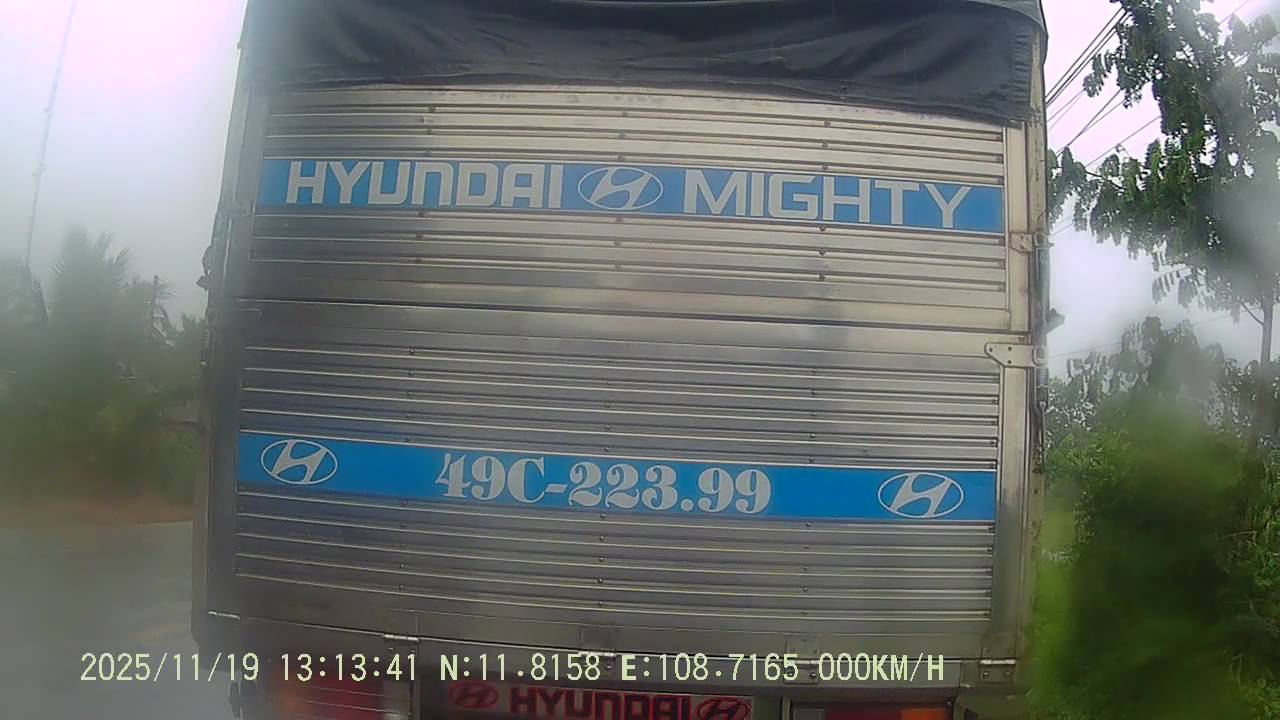 HYUNDAI MIGHTY
49C-223.99
2025/11/19 13:13:41 N:11.8158 E:108.7165 000KM/H
HYUNDAI